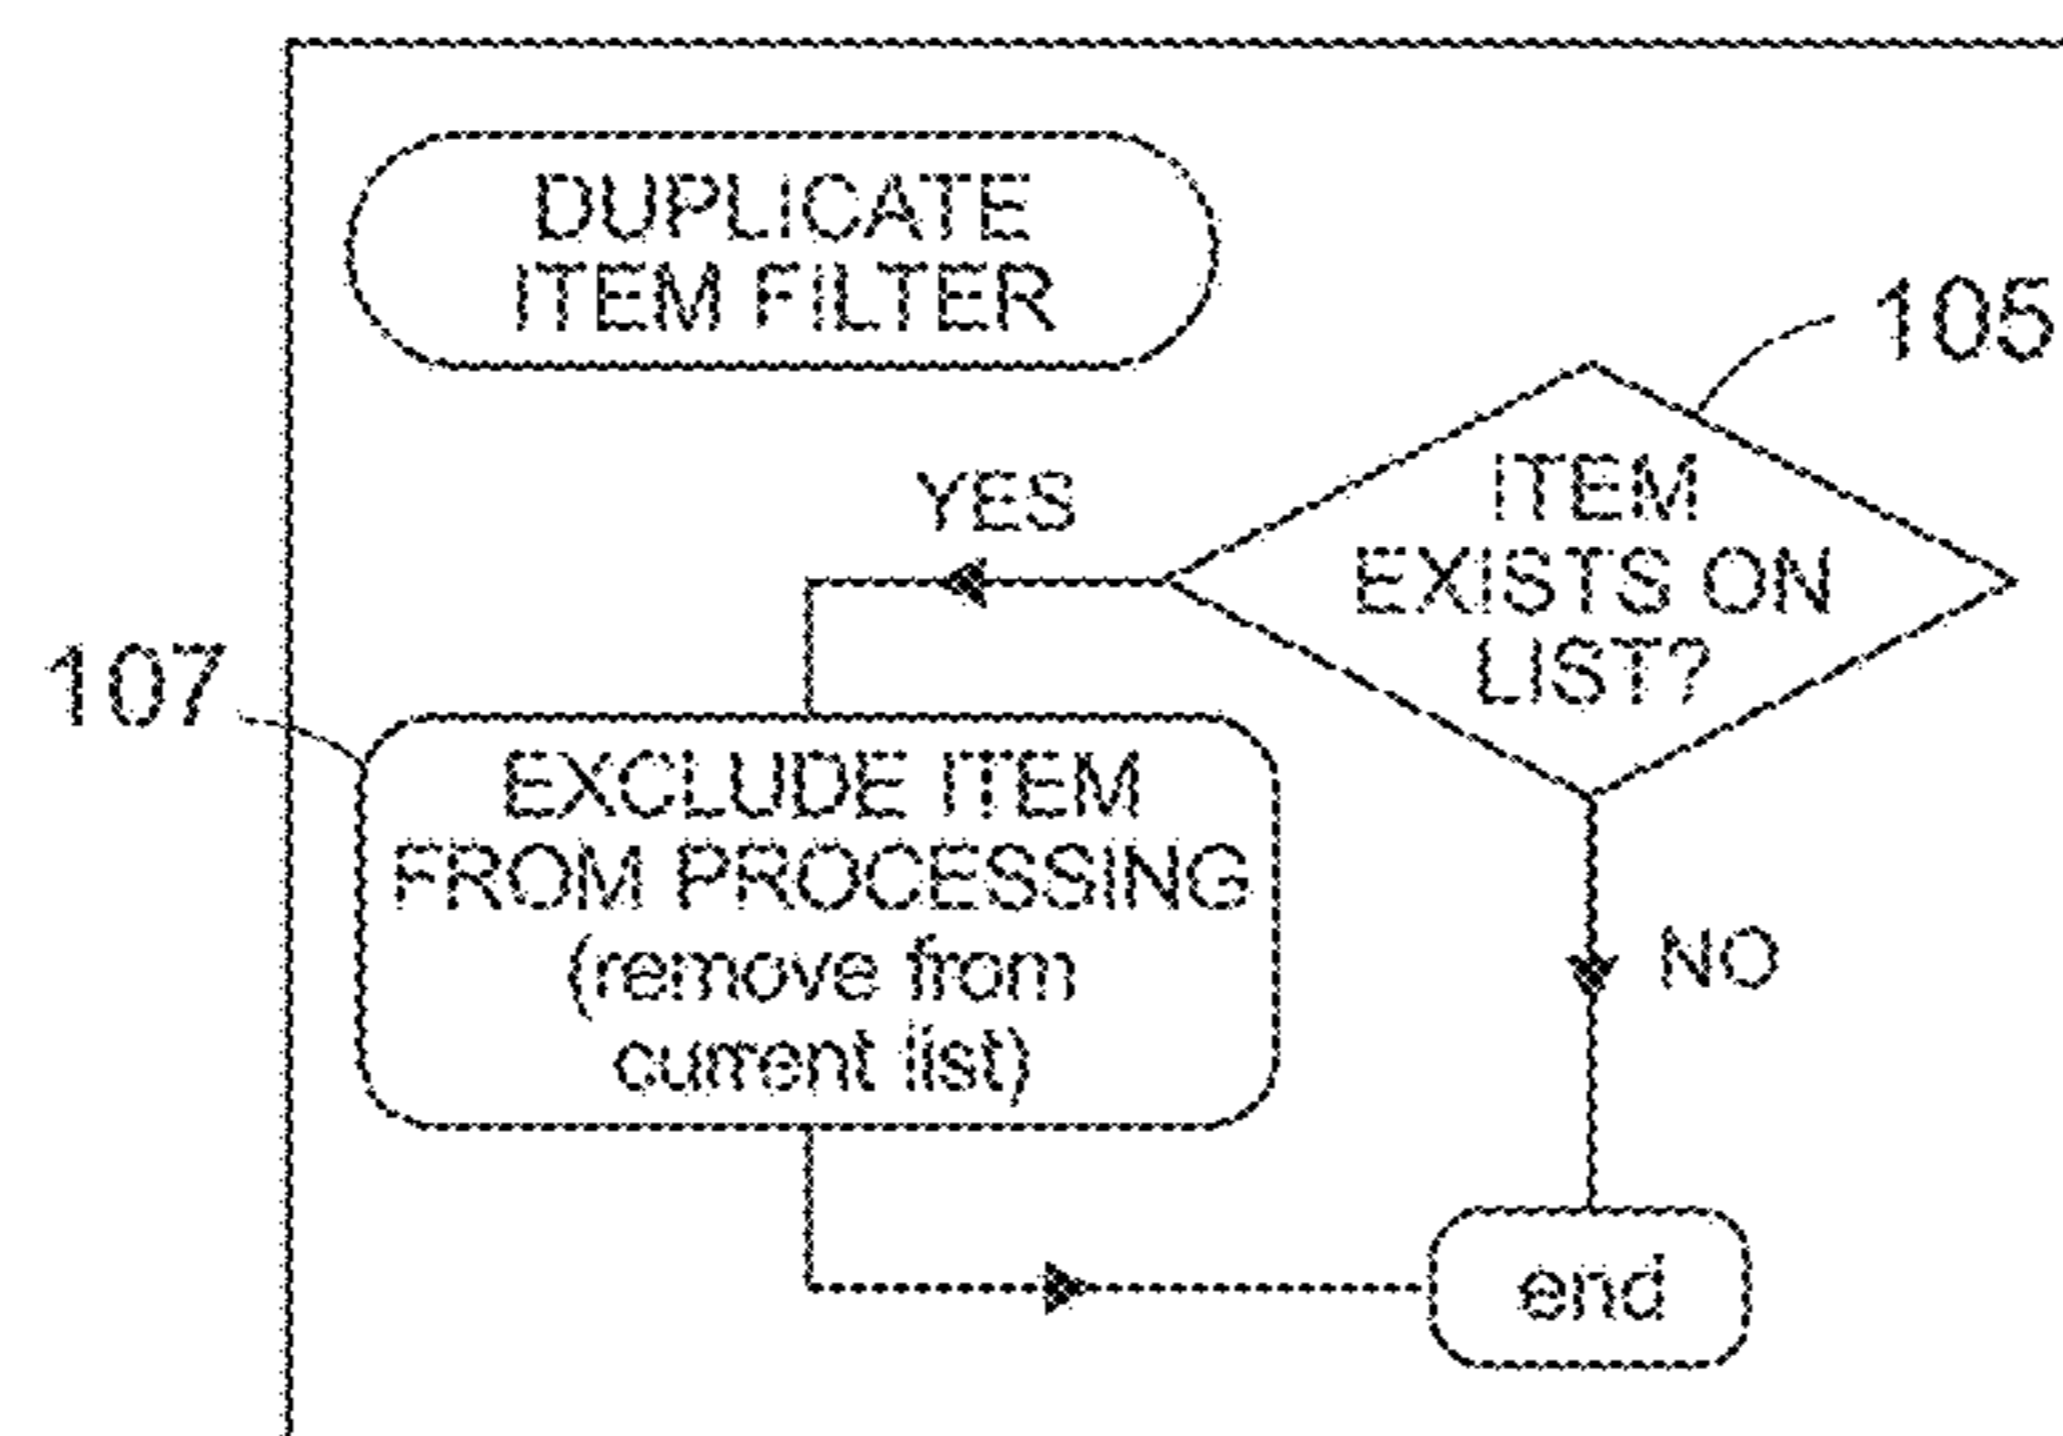 DUPLICATE
ITEM FILTER
105
ITEM
EXISTS ON
LIST?
YES
107
EXCLUDE ITEM
FROM PROCESSING
(remove from
current list)
NO
end